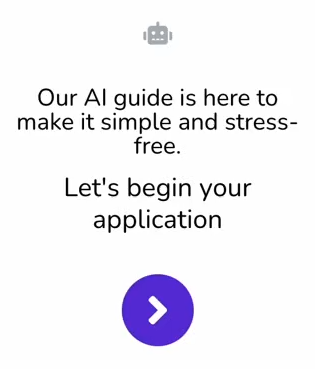 Our AI guide is here to
make it simple and stress-
free.
Let's begin your
application